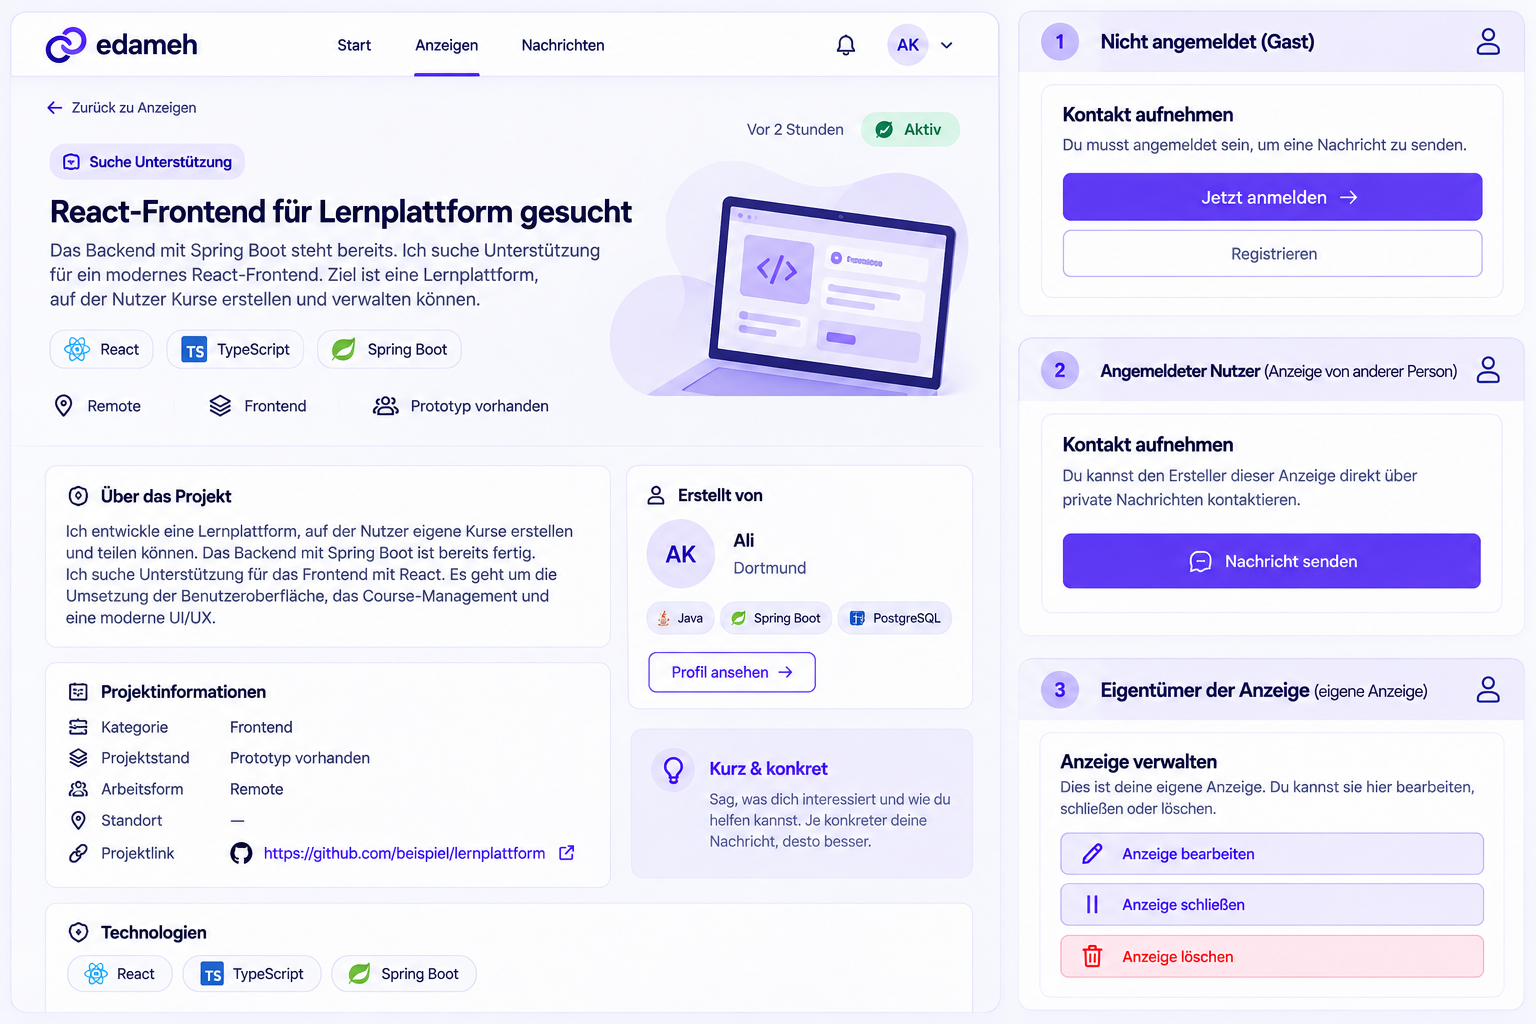 edameh
Start
Anzeigen
Nachrichten
AK
Zurück zu Anzeigen
Vor 2 Stunden
Aktiv
Suche Unterstützung
React-Frontend für Lernplattform gesucht
Das Backend mit Spring Boot steht bereits. Ich suche Unterstützung
für ein modernes React-Frontend. Ziel ist eine Lernplattform,
auf der Nutzer Kurse erstellen und verwalten können.
</>
React
TS TypeScript
Spring Boot
Remote
Frontend
Prototyp vorhanden
Über das Projekt
Ich entwickle eine Lernplattform, auf der Nutzer eigene Kurse erstellen
und teilen können. Das Backend mit Spring Boot ist bereits fertig.
Ich suche Unterstützung für das Frontend mit React. Es geht um die
Umsetzung der Benutzeroberfläche, das Course-Management und
eine moderne UI/UX.
Projektinformationen
Kategorie Frontend
Projektstand Prototyp vorhanden
Arbeitsform Remote
Standort —
Projektlink https://github.com/beispiel/lernplattform
Technologien
React
TS TypeScript
Spring Boot
Erstellt von
AK
Ali
Dortmund
Java
Spring Boot
PostgreSQL
Profil ansehen
Kurz & konkret
Sag, was dich interessiert und wie du
helfen kannst. Je konkreter deine
Nachricht, desto besser.
1 Nicht angemeldet (Gast)
Kontakt aufnehmen
Du musst angemeldet sein, um eine Nachricht zu senden.
Jetzt anmelden
Registrieren
2 Angemeldeter Nutzer (Anzeige von anderer Person)
Kontakt aufnehmen
Du kannst den Ersteller dieser Anzeige direkt über
private Nachrichten kontaktieren.
Nachricht senden
3 Eigentümer der Anzeige (eigene Anzeige)
Anzeige verwalten
Dies ist deine eigene Anzeige. Du kannst sie hier bearbeiten,
schließen oder löschen.
Anzeige bearbeiten
Anzeige schließen
Anzeige löschen